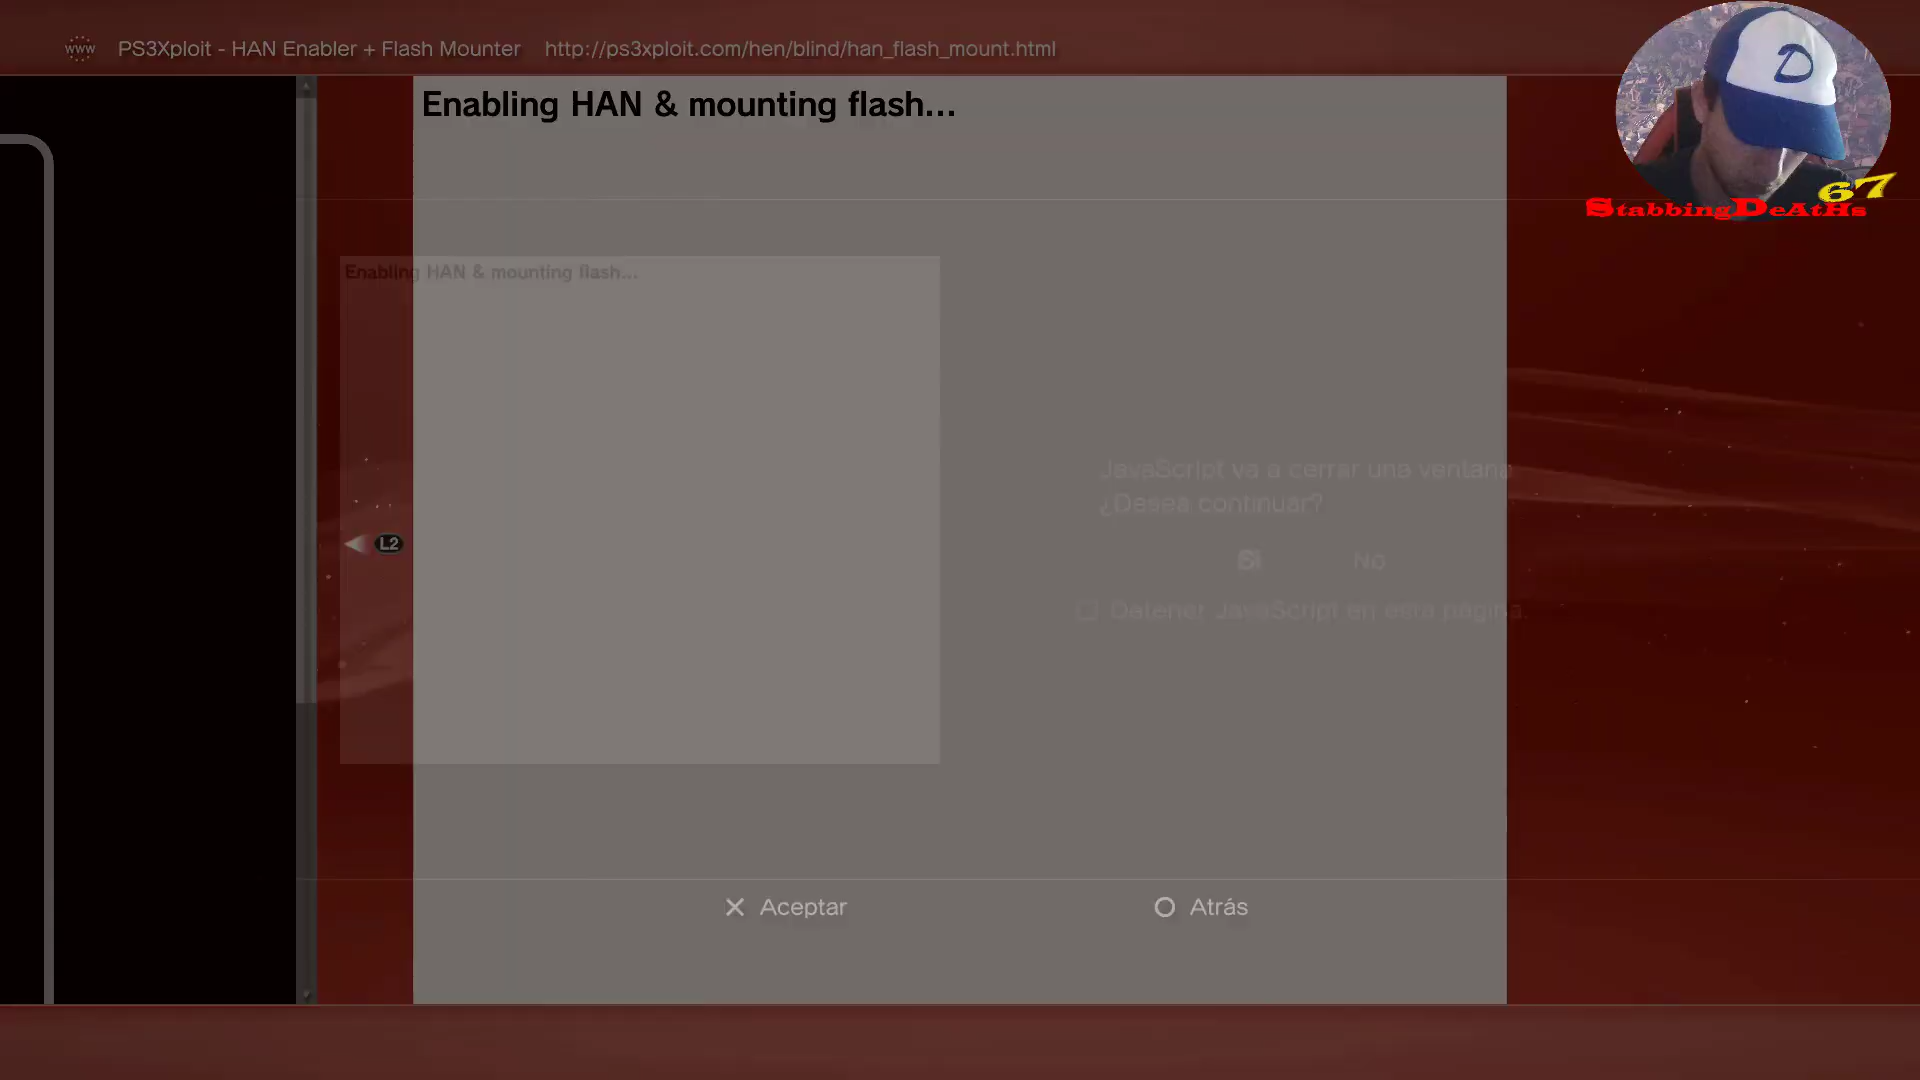 www PS3Xploit - HAN Enabler + Flash Mounter http://ps3xploit.com/hen/blind/han_flash_mount.html
D
Enabling HAN & mounting flash...
67
StabbingDeAtHs
Enabling HAN & mounting flash...
JavaScript va a cerrar una ventana.
¿Desea continuar?
L2
Sí No
Detener JavaScript en esta página.
Aceptar Atrás